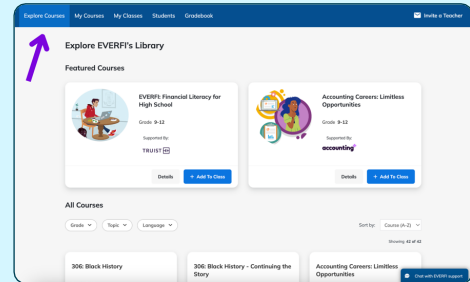 Explore Courses My Courses My Classes Students Gradebook Invite a Teacher
Explore EVERFI's Library
Featured Courses
EVERFI: Financial Literacy for
High School
Grade 9-12
Supported By:
TRUIST
Details + Add To Class
Accounting Careers: Limitless
Opportunities
Grade 9-12
Supported By:
accounting+
Details + Add To Class
All Courses
Grade Topic Language Sort by: Course (A-Z)
Showing 42 of 42
306: Black History
306: Black History - Continuing the
Story
Accounting Careers: Limitless
Opportunities
Chat with EVERFI support